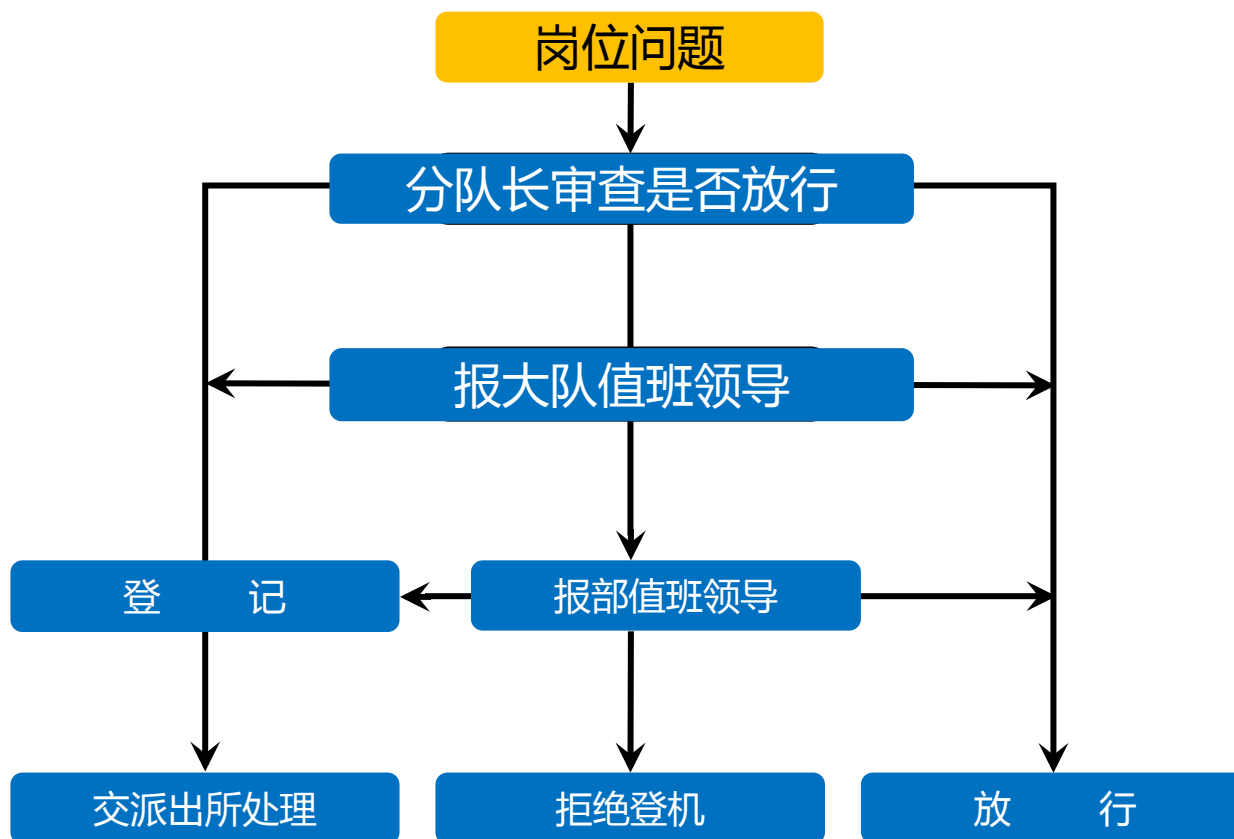 岗位问题
分队长审查是否放行
报大队值班领导
登 记
报部值班领导
交派出所处理
拒绝登机
放 行